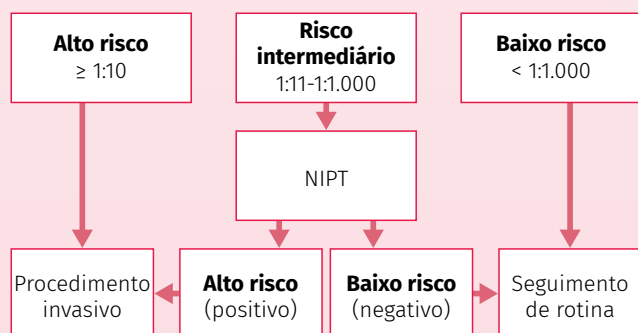 Alto risco
≥ 1:10
Risco
intermediário
1:11-1:1.000
Baixo risco
< 1:1.000
NIPT
Procedimento
invasivo
Alto risco
(positivo)
Baixo risco
(negativo)
Seguimento
de rotina